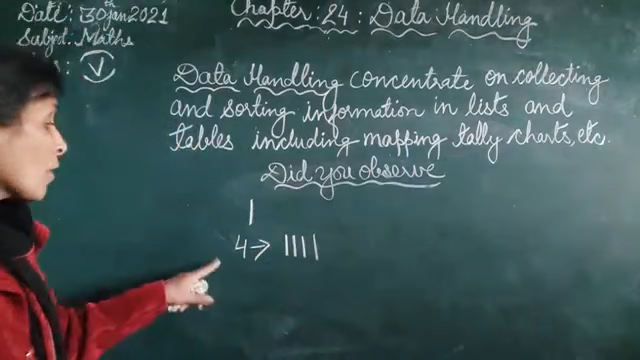 Date: 30th Jan 2021
Chapter: 24: Data Handling
Subject: Maths
: V
Data Handling concentrate on collecting
and sorting information in lists and
tables including mapping tally charts, etc.
Did you observe
|
4 → ||||